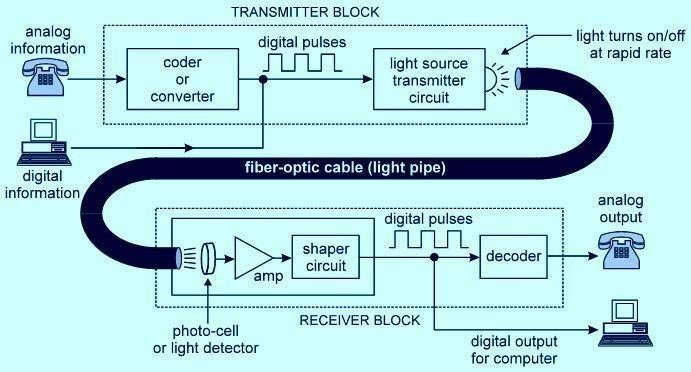 TRANSMITTER BLOCK
analog
information
digital pulses
light turns on/off
at rapid rate
coder
or
converter
light source
transmitter
circuit
digital
information
fiber-optic cable (light pipe)
analog
output
digital pulses
shaper
circuit
amp
decoder
photo-cell
or light detector
RECEIVER BLOCK
digital output
for computer